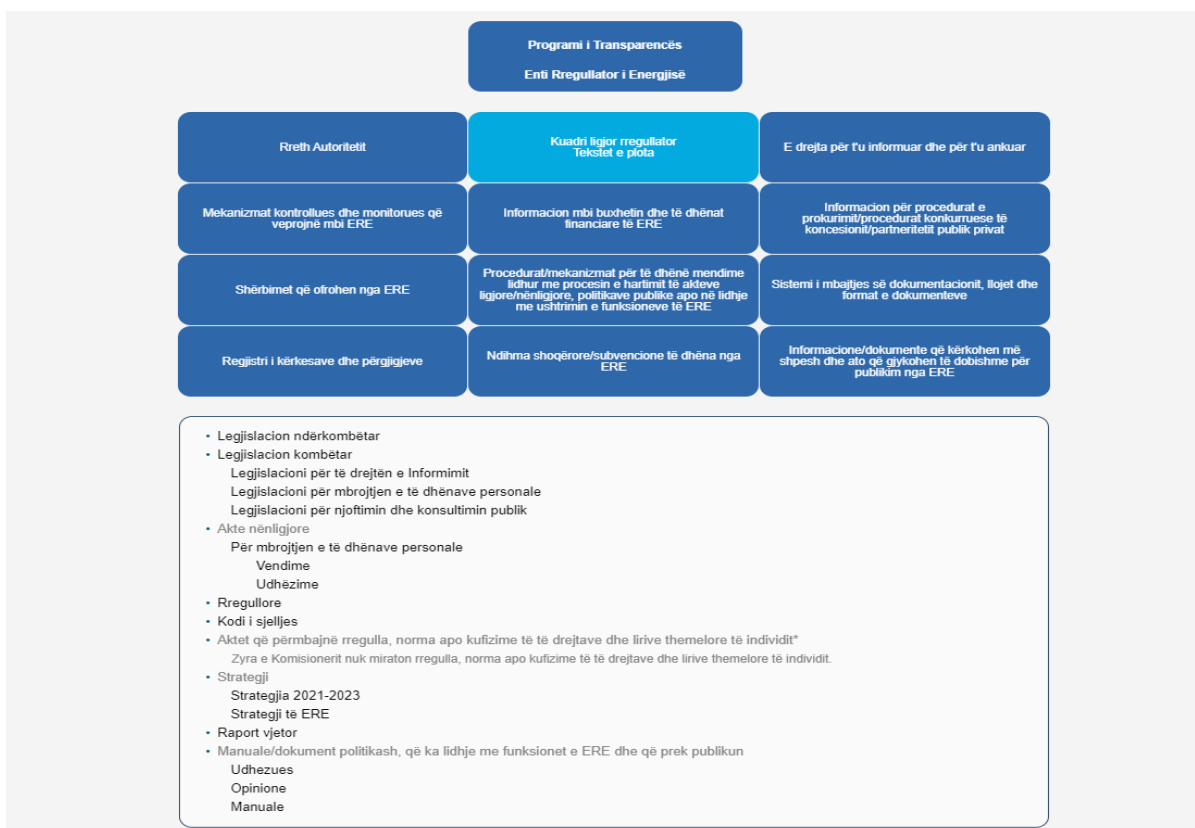 Programi i Transparencës
Enti Rregullator i Energjisë
Rreth Autoritetit
Kuadri ligjor rregullator
Tekstet e plota
E drejta për t'u informuar dhe për t'u ankuar
Mekanizmat kontrollues dhe monitorues që
veprojnë mbi ERE
Informacion mbi buxhetin dhe të dhënat
financiare të ERE
Informacion për procedurat e
prokurimit/procedurat konkurruese të
koncesionit/partneritetit publik privat
Shërbimet që ofrohen nga ERE
Procedurat/mekanizmat për të dhënë mendime
lidhur me procesin e hartimit të akteve
ligjore/nënligjore, politikave publike apo në lidhje
me ushtrimin e funksioneve të ERE
Sistemi i mbajtjes së dokumentacionit, llojet dhe
format e dokumenteve
Regjistri i kërkesave dhe përgjigjeve
Ndihma shoqërore/subvencione të dhëna nga
ERE
Informacione/dokumente që kërkohen më
shpesh dhe ato që gjykohen të dobishme për
publikim nga ERE
• Legjislacion ndërkombëtar
• Legjislacion kombëtar
Legjislacioni për të drejtën e Informimit
Legjislacioni për mbrojtjen e të dhënave personale
Legjislacioni për njoftimin dhe konsultimin publik
• Akte nënligjore
Për mbrojtjen e të dhënave personale
Vendime
Udhëzime
• Rregullore
• Kodi i sjelljes
• Aktet që përmbajnë rregulla, norma apo kufizime të të drejtave dhe lirive themelore të individit*
Zyra e Komisionerit nuk miraton rregulla, norma apo kufizime të të drejtave dhe lirive themelore të individit.
• Strategji
Strategjia 2021-2023
Strategji të ERE
• Raport vjetor
• Manuale/dokument politikash, që ka lidhje me funksionet e ERE dhe që prek publikun
Udhezues
Opinione
Manuale